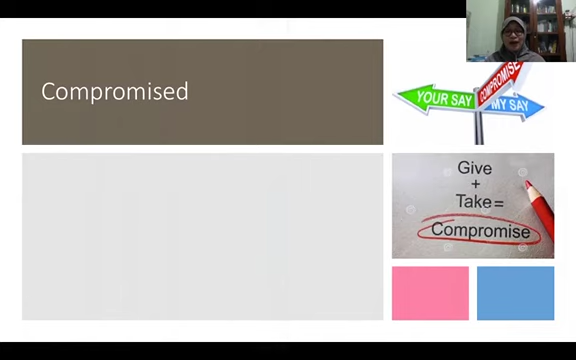 Compromised
YOUR SAY
COMPROMISE
MY SAY
Give
+
Take=
Compromise